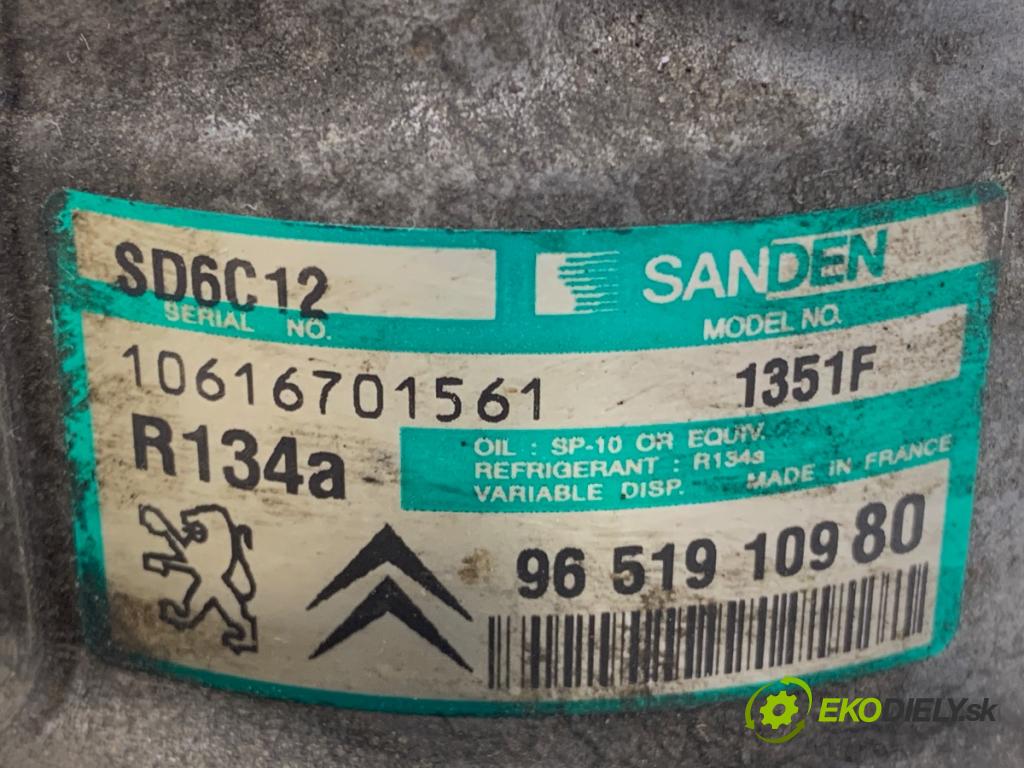 SD6C12
SANDEN
SERIAL NO.
MODEL NO.
10616701561
1351F
R134a
OIL : SP-10 OR EQUIV.
REFRIGERANT : R134a
VARIABLE DISP. MADE IN FRANCE
96 519 109 80
EKODIELY.sk